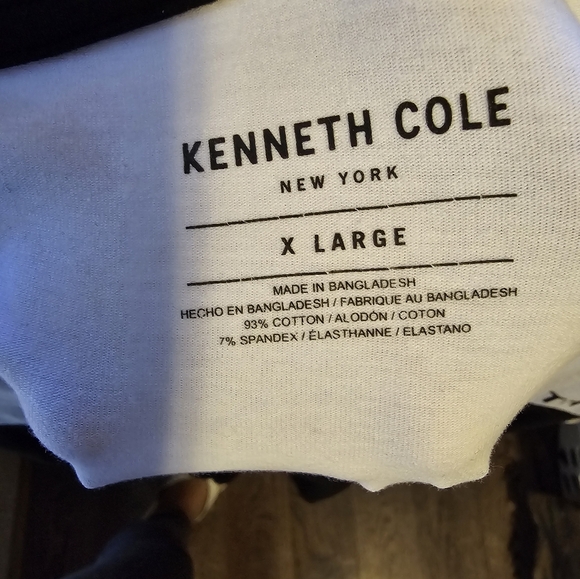 KENNETH COLE
NEW YORK
X LARGE
MADE IN BANGLADESH
HECHO EN BANGLADESH / FABRIQUE AU BANGLADESH
93% COTTON / ALODÓN / COTON
7% SPANDEX / ÉLASTHANNE / ELASTANO